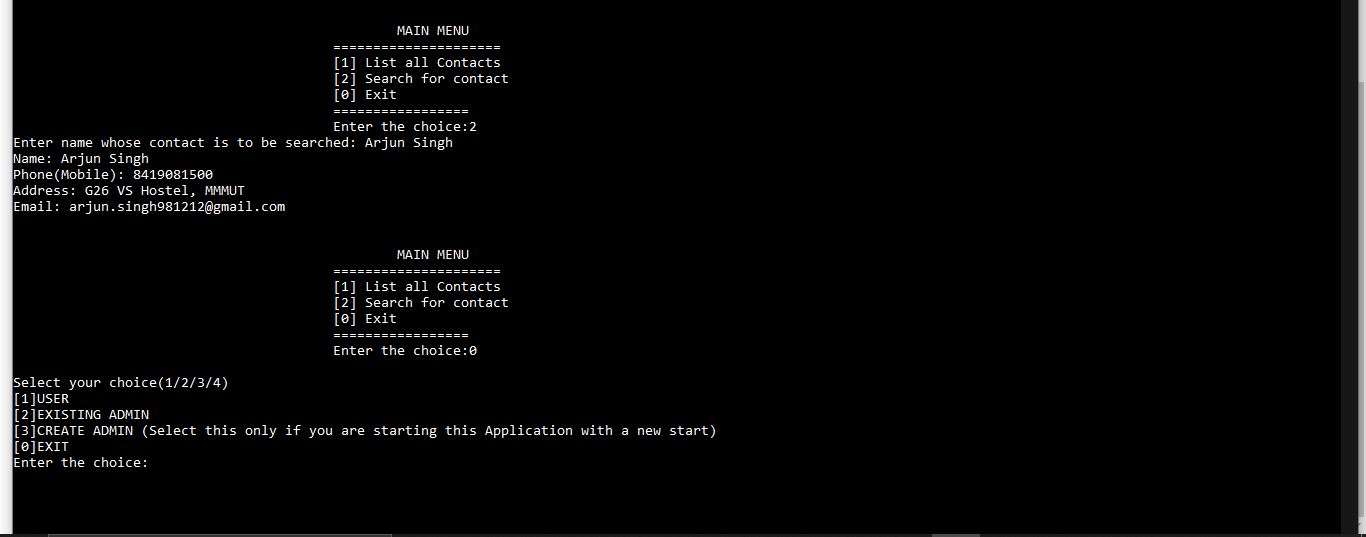 MAIN MENU
=====================
[1] List all Contacts
[2] Search for contact
[0] Exit
=================
Enter the choice:2
Enter name whose contact is to be searched: Arjun Singh
Name: Arjun Singh
Phone(Mobile): 8419081500
Address: G26 VS Hostel, MMMUT
Email: arjun.singh981212@gmail.com
MAIN MENU
=====================
[1] List all Contacts
[2] Search for contact
[0] Exit
=================
Enter the choice:0
Select your choice(1/2/3/4)
[1]USER
[2]EXISTING ADMIN
[3]CREATE ADMIN (Select this only if you are starting this Application with a new start)
[0]EXIT
Enter the choice: